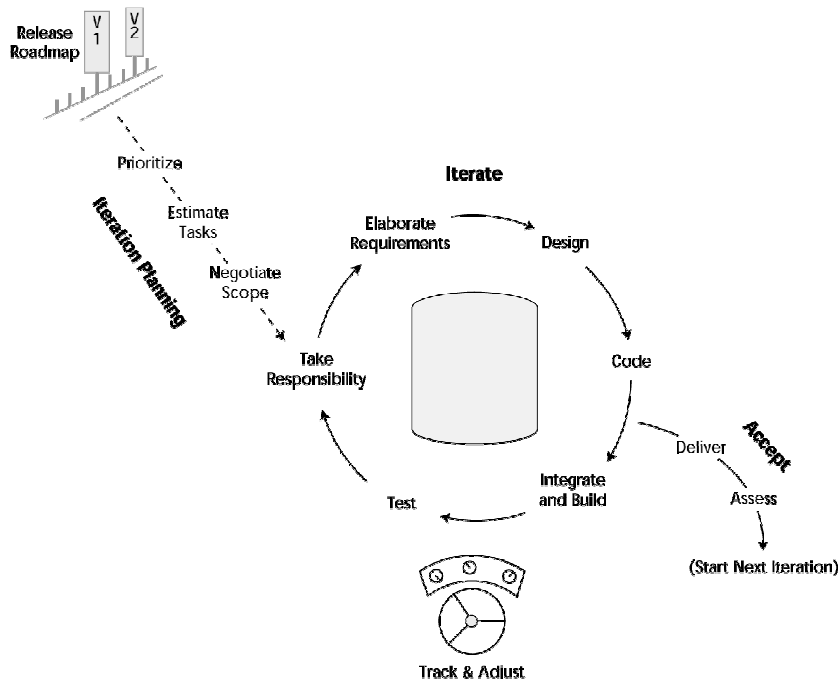 Release
Roadmap
V
1
V
2
Prioritize
Estimate
Tasks
Negotiate
Scope
Iteration Planning
Iterate
Elaborate
Requirements
Design
Code
Take
Responsibility
Integrate
and Build
Test
Deliver
Accept
Assess
(Start Next Iteration)
Track & Adjust